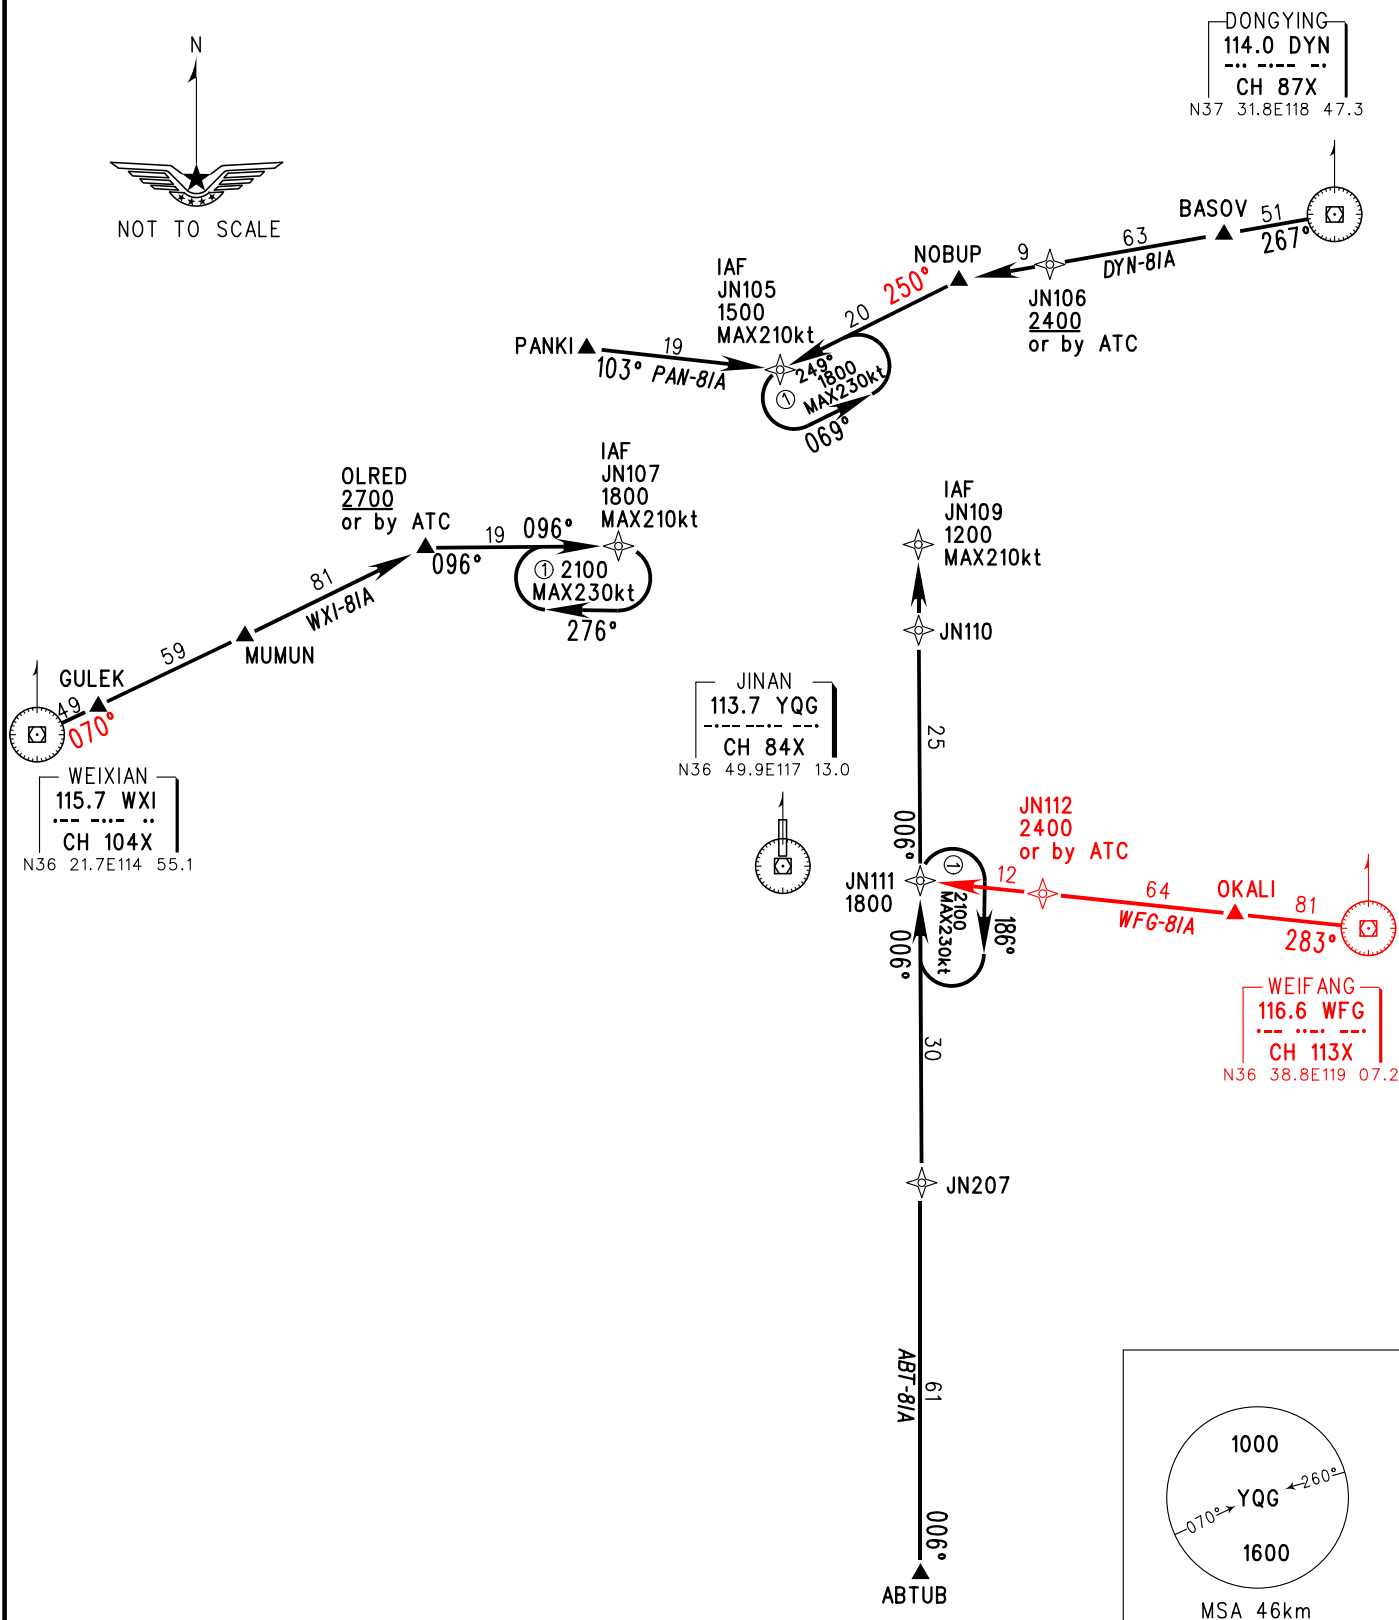 N
NOT TO SCALE
DONGYING
114.0 DYN
-·· -·-- -·
CH 87X
N37 31.8E118 47.3
BASOV
51
267°
63
DYN-81A
9
NOBUP
JN106
2400
or by ATC
250°
20
IAF
JN105
1500
MAX210kt
PANKI
19
103°
PAN-81A
249°
1800
MAX230kt
①
069°
IAF
JN107
1800
MAX210kt
OLRED
2700
or by ATC
19
096°
096°
① 2100
MAX230kt
276°
81
WXI-81A
59
MUMUN
GULEK
49
070°
WEIXIAN
115.7 WXI
·-- -··- ··
CH 104X
N36 21.7E114 55.1
IAF
JN109
1200
MAX210kt
JN110
25
JINAN
113.7 YQG
-·-- --·- --·
CH 84X
N36 49.9E117 13.0
006°
JN111
1800
①
2100
MAX230kt
186°
006°
JN112
2400
or by ATC
12
64
WFG-81A
OKALI
81
283°
WEIFANG
116.6 WFG
·-- ··-· --·
CH 113X
N36 38.8E119 07.2
30
JN207
61
ABT-81A
006°
ABTUB
1000
260°
YQG
070°
1600
MSA 46km